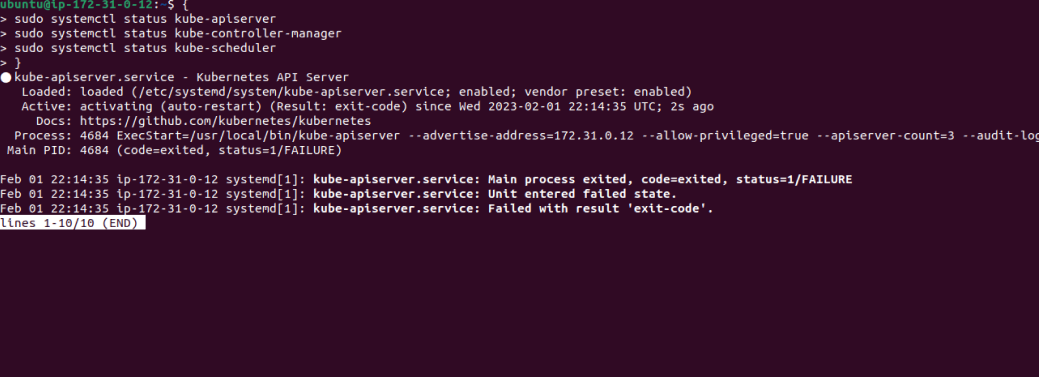 ubuntu@ip-172-31-0-12:~$ {
> sudo systemctl status kube-apiserver
> sudo systemctl status kube-controller-manager
> sudo systemctl status kube-scheduler
> }
● kube-apiserver.service - Kubernetes API Server
Loaded: loaded (/etc/systemd/system/kube-apiserver.service; enabled; vendor preset: enabled)
Active: activating (auto-restart) (Result: exit-code) since Wed 2023-02-01 22:14:35 UTC; 2s ago
Docs: https://github.com/kubernetes/kubernetes
Process: 4684 ExecStart=/usr/local/bin/kube-apiserver --advertise-address=172.31.0.12 --allow-privileged=true --apiserver-count=3 --audit-log
Main PID: 4684 (code=exited, status=1/FAILURE)
Feb 01 22:14:35 ip-172-31-0-12 systemd[1]: kube-apiserver.service: Main process exited, code=exited, status=1/FAILURE
Feb 01 22:14:35 ip-172-31-0-12 systemd[1]: kube-apiserver.service: Unit entered failed state.
Feb 01 22:14:35 ip-172-31-0-12 systemd[1]: kube-apiserver.service: Failed with result 'exit-code'.
lines 1-10/10 (END)